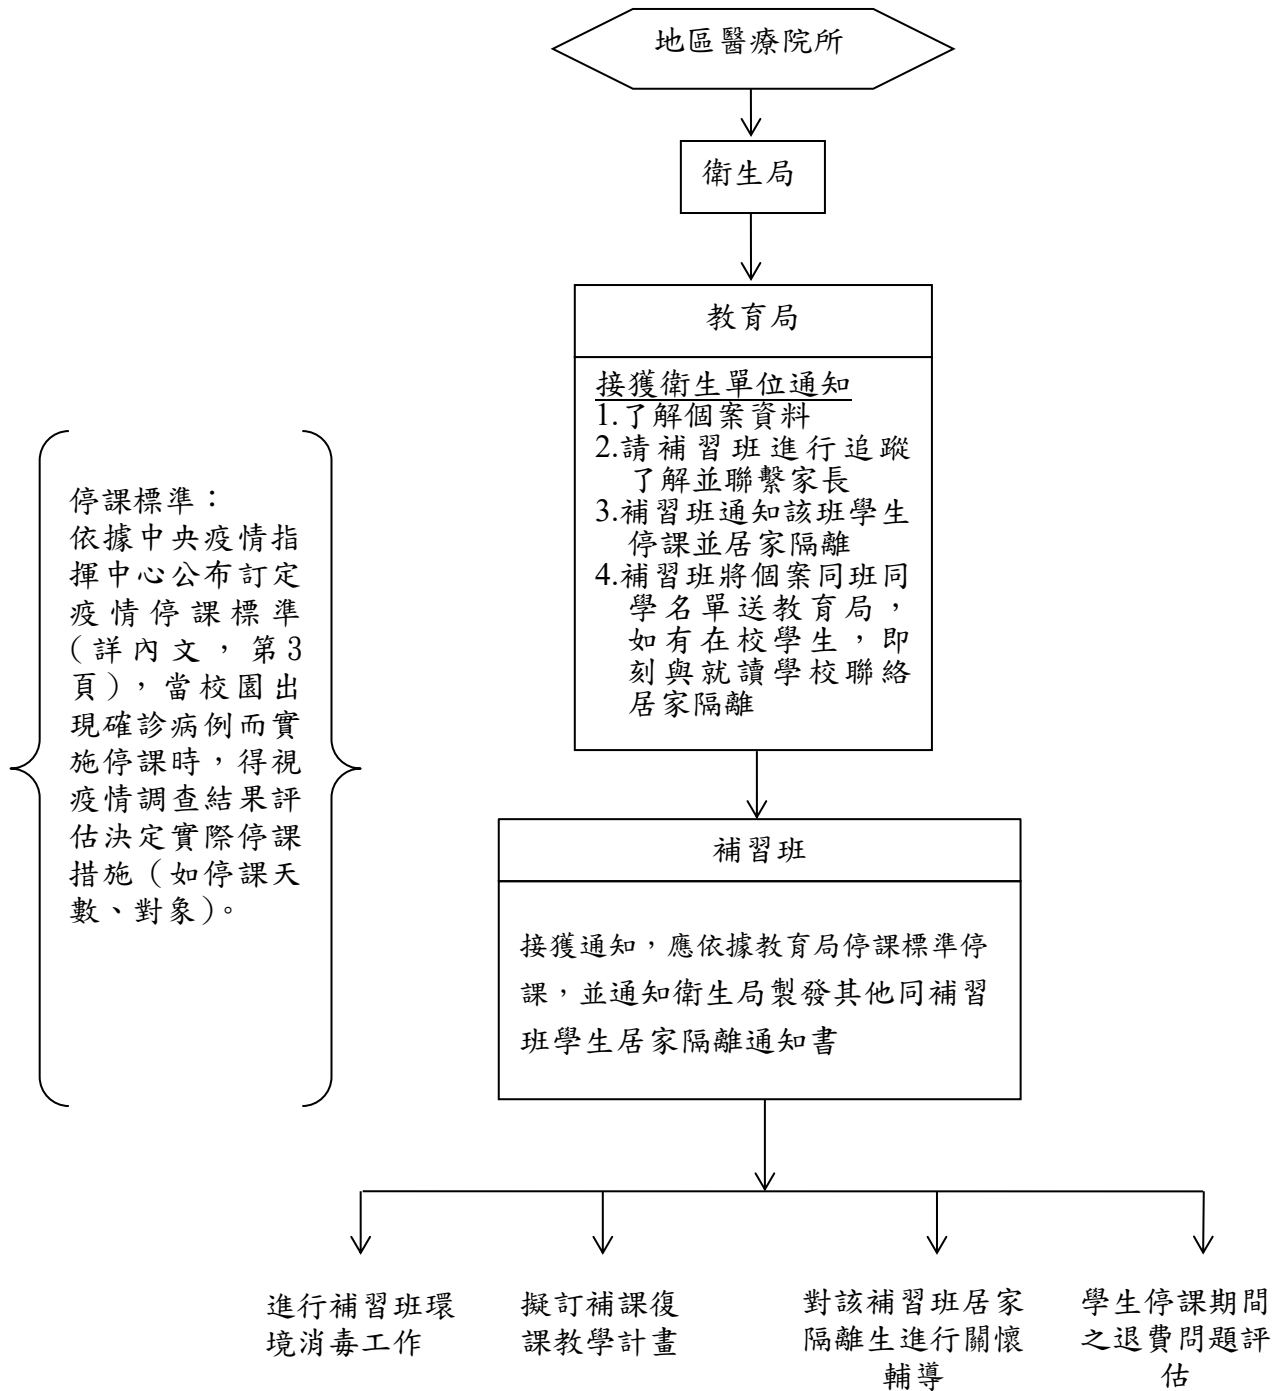 地區醫療院所
衛生局
教育局
接獲衛生單位通知
1.了解個案資料
2.請補習班進行追蹤
了解並聯繫家長
3.補習班通知該班學生
停課並居家隔離
4.補習班將個案同班同
學名單送教育局，
如有在校學生，即
刻與就讀學校聯絡
居家隔離
停課標準：
依據中央疫情指
揮中心公布訂定
疫情停課標準
（詳內文，第3
頁），當校園出
現確診病例而實
施停課時，得視
疫情調查結果評
估決定實際停課
措施（如停課天
數、對象）。
補習班
接獲通知，應依據教育局停課標準停
課，並通知衛生局製發其他同補習
班學生居家隔離通知書
進行補習班環
境消毒工作
擬訂補課復
課教學計畫
對該補習班居家
隔離生進行關懷
輔導
學生停課期間
之退費問題評
估